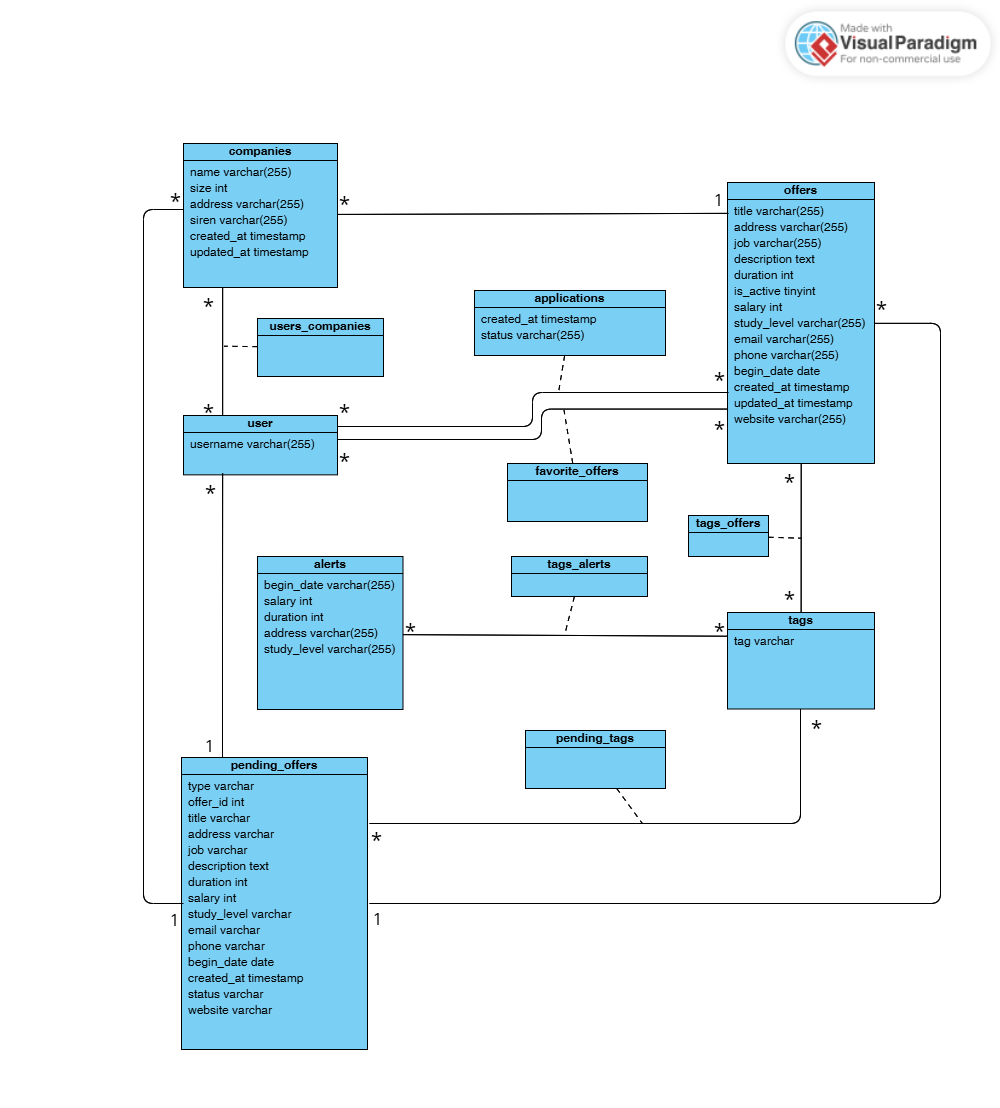 Made with
Visual Paradigm
For non-commercial use
companies
name varchar(255)
size int
address varchar(255)
siren varchar(255)
created_at timestamp
updated_at timestamp
*
*
*
offers
title varchar(255)
address varchar(255)
job varchar(255)
description text
duration int
is_active tinyint
salary int
study_level varchar(255)
email varchar(255)
phone varchar(255)
begin_date date
created_at timestamp
updated_at timestamp
website varchar(255)
1
*
*
*
*
applications
created_at timestamp
status varchar(255)
users_companies
user
username varchar(255)
*
*
*
*
favorite_offers
tags_offers
alerts
begin_date varchar(255)
salary int
duration int
address varchar(255)
study_level varchar(255)
*
tags_alerts
tags
tag varchar
*
*
*
pending_tags
pending_offers
type varchar
offer_id int
title varchar
address varchar
job varchar
description text
duration int
salary int
study_level varchar
email varchar
phone varchar
begin_date date
created_at timestamp
status varchar
website varchar
1
*
1
1